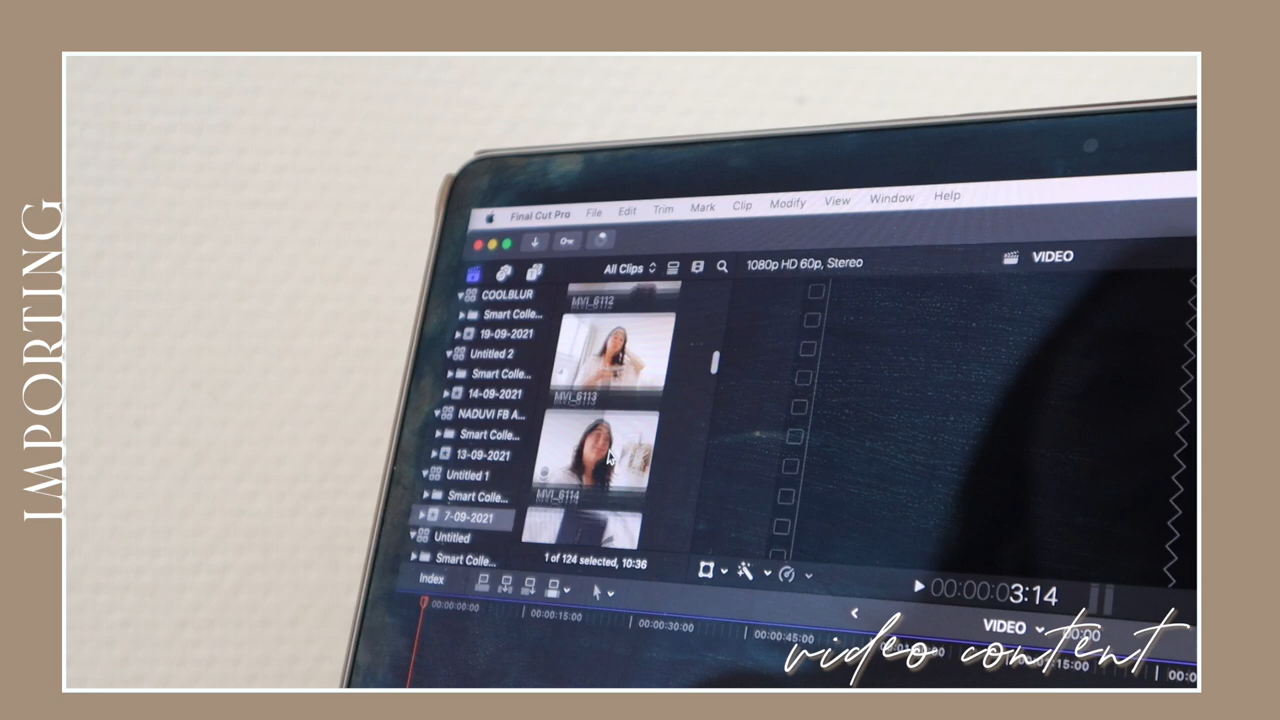 IMPORTING
Final Cut Pro File Edit Trim Mark Clip Modify View Window Help
All Clips
1080p HD 60p, Stereo
VIDEO
COOLBLUR
Smart Colle...
19-09-2021
Untitled 2
Smart Colle...
14-09-2021
NADUVI FB A...
Smart Colle...
13-09-2021
Untitled 1
Smart Colle...
7-09-2021
Untitled
Smart Colle...
MVI_6112
MVI_6113
MVI_6114
1 of 124 selected, 10:36
00:00:03:14
Index
VIDEO
00:00:00:00
00:00:15:00
00:00:30:00
00:00:45:00
video content